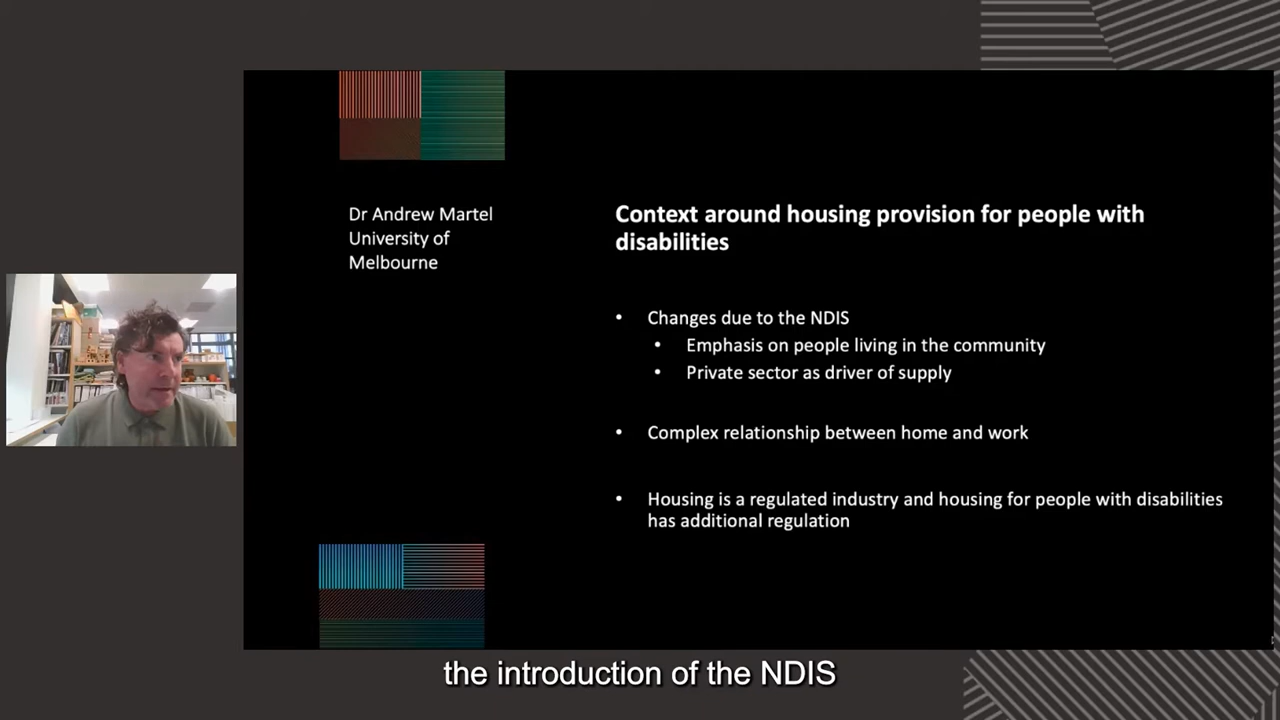 Dr Andrew Martel
University of
Melbourne
Context around housing provision for people with
disabilities
• Changes due to the NDIS
• Emphasis on people living in the community
• Private sector as driver of supply
• Complex relationship between home and work
• Housing is a regulated industry and housing for people with disabilities
has additional regulation
the introduction of the NDIS